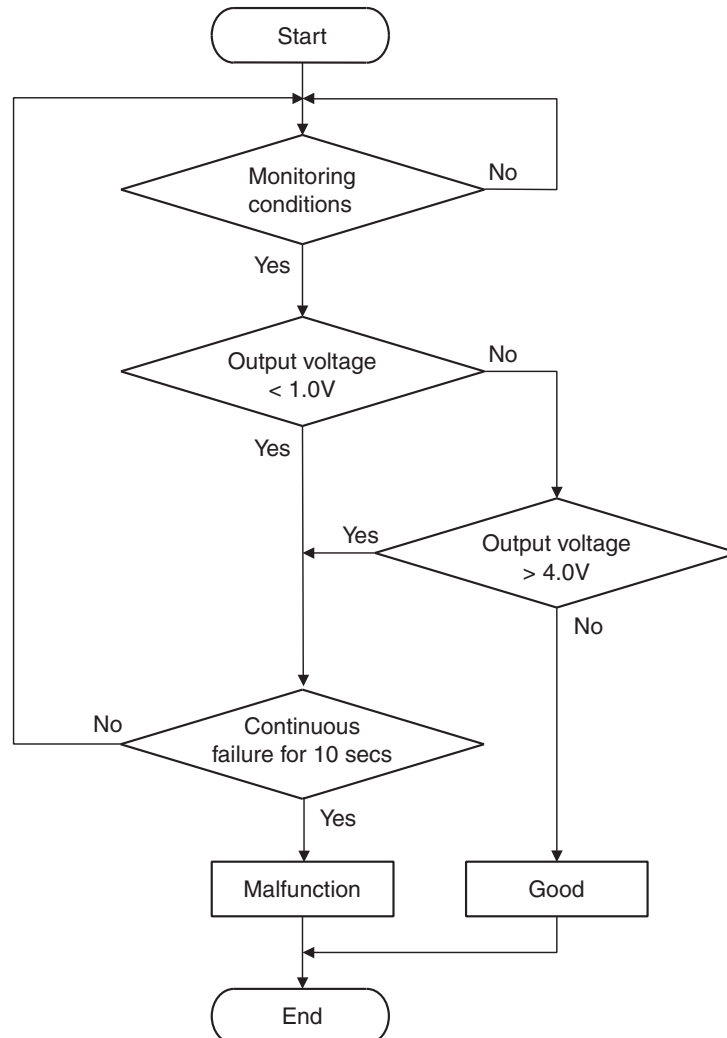 Start
Monitoring
conditions
No
Yes
Output voltage
< 1.0V
No
Yes
Output voltage
> 4.0V
Yes
No
Continuous
failure for 10 secs
No
Yes
Malfunction
Good
End